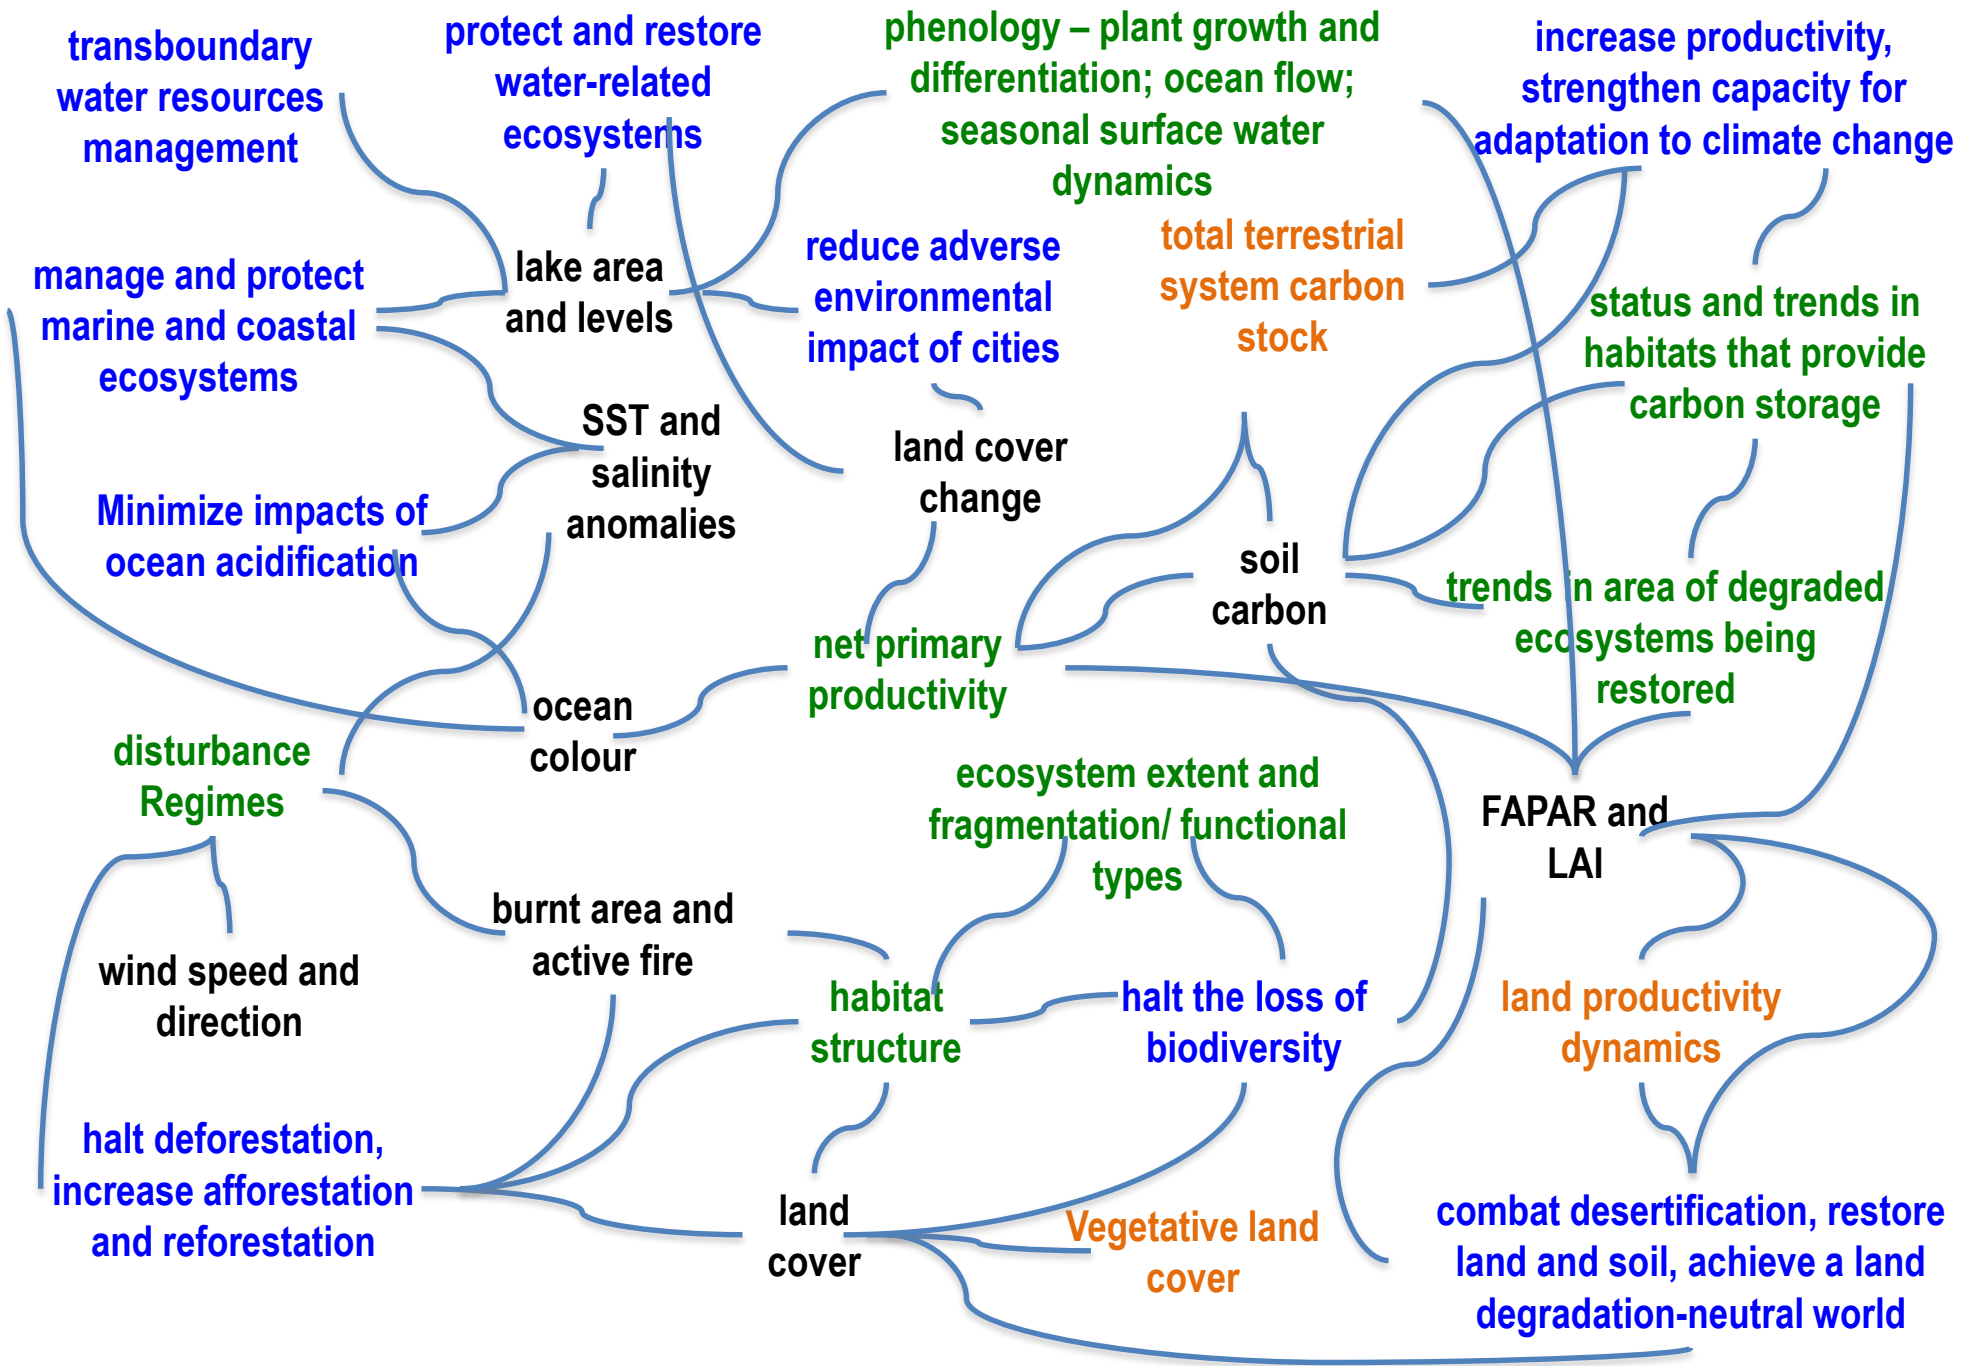 transboundary
water resources
management
protect and restore
water-related
ecosystems
phenology – plant growth and
differentiation; ocean flow;
seasonal surface water
dynamics
increase productivity,
strengthen capacity for
adaptation to climate change
manage and protect
marine and coastal
ecosystems
lake area
and levels
reduce adverse
environmental
impact of cities
total terrestrial
system carbon
stock
status and trends in
habitats that provide
carbon storage
SST and
salinity
anomalies
land cover
change
Minimize impacts of
ocean acidification
soil
carbon
trends in area of degraded
ecosystems being
restored
net primary
productivity
ocean
colour
disturbance
Regimes
ecosystem extent and
fragmentation/ functional
types
FAPAR and
LAI
burnt area and
active fire
wind speed and
direction
habitat
structure
halt the loss of
biodiversity
land productivity
dynamics
halt deforestation,
increase afforestation
and reforestation
land
cover
Vegetative land
cover
combat desertification, restore
land and soil, achieve a land
degradation-neutral world